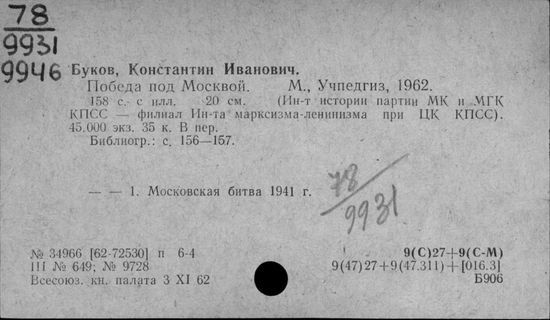 78
9931
9946
Буков, Константин Иванович.
Победа под Москвой. М., Учпедгиз, 1962.
158 с. с илл. 20 см. (Ин-т истории партии МК и МГК
КПСС — филиал Ин-та марксизма-ленинизма при ЦК КПСС).
45.000 экз. 35 к. В пер.
Библиогр.: с. 156—157.
— — 1. Московская битва 1941 г.
78
9931
№ 34966 [62-72530] п 6-4
III № 649; № 9728
Всесоюз. кн. палата 3 XI 62
9(С)27+9(С-М)
9(47)27+9(47.311)+[016.3]
Б906